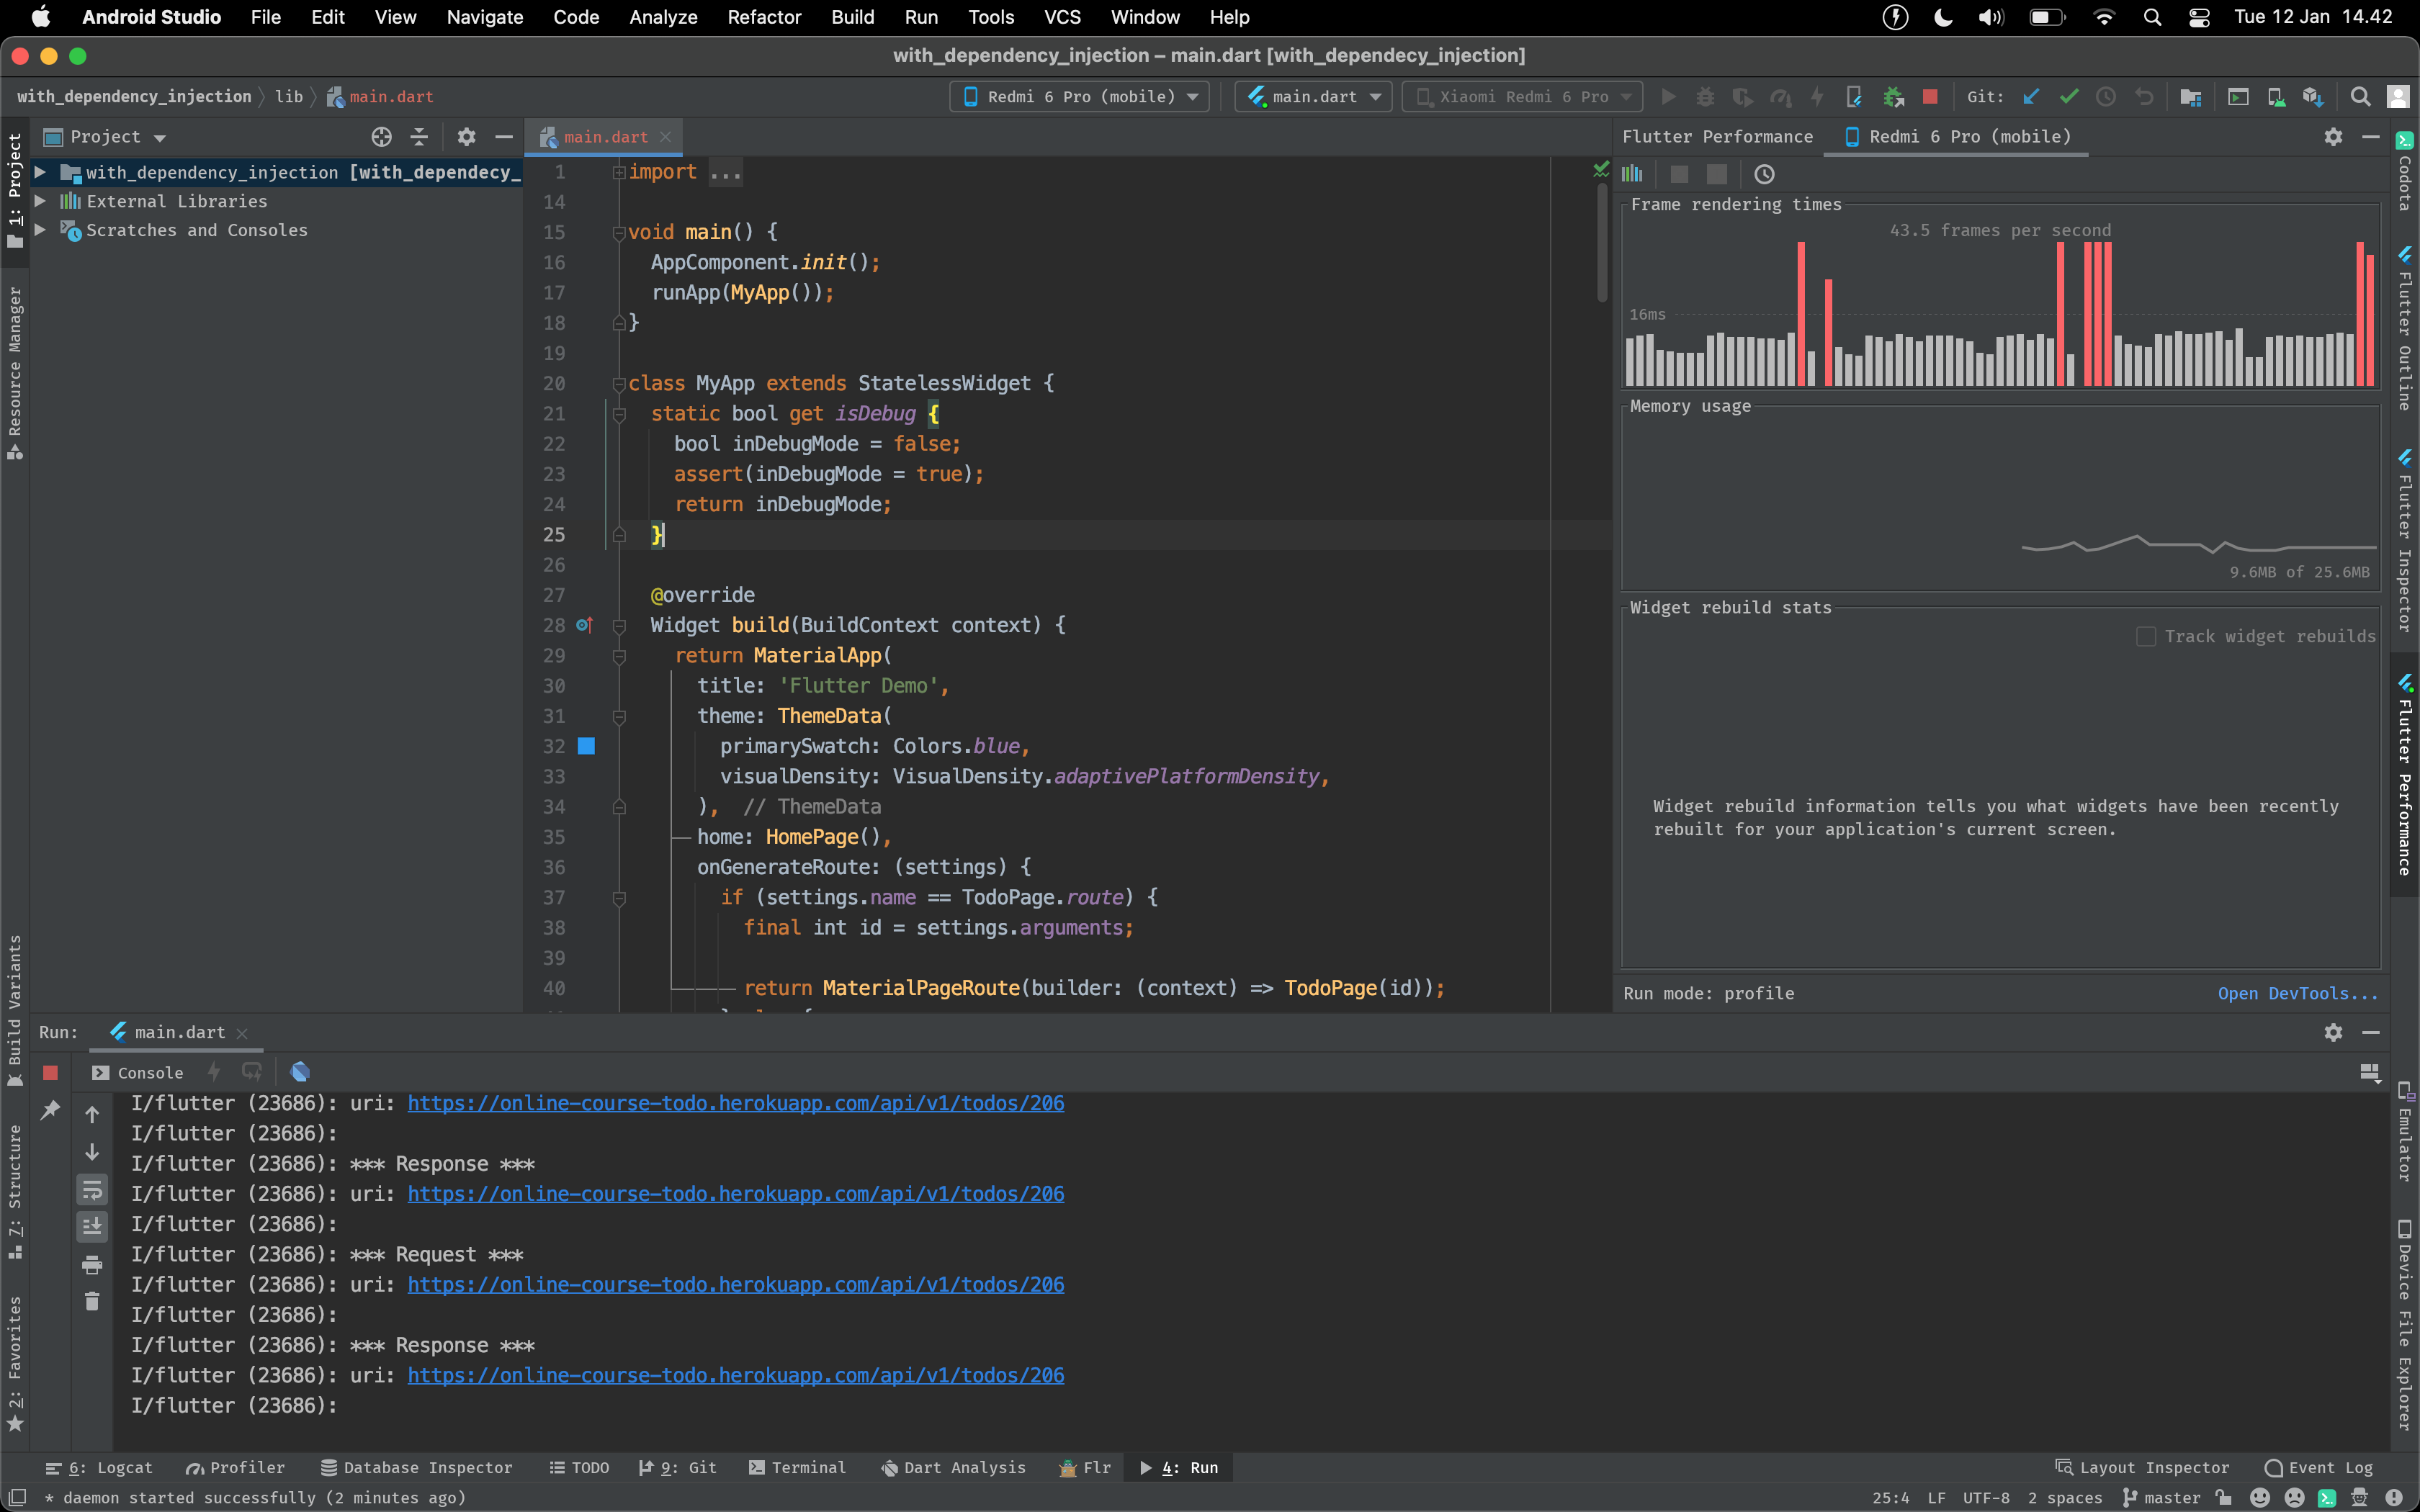 Android Studio File Edit View Navigate Code Analyze Refactor Build Run Tools VCS Window Help Tue 12 Jan 14.42
with_dependency_injection – main.dart [with_dependecy_injection]
with_dependency_injection lib main.dart Redmi 6 Pro (mobile) main.dart Xiaomi Redmi 6 Pro Git:
1: Project
Resource Manager
Build Variants
7: Structure
2: Favorites
Project
with_dependency_injection [with_dependecy_
External Libraries
Scratches and Consoles
main.dart
1 import ...
14
15 void main() {
16 AppComponent.init();
17 runApp(MyApp());
18 }
19
20 class MyApp extends StatelessWidget {
21 static bool get isDebug {
22 bool inDebugMode = false;
23 assert(inDebugMode = true);
24 return inDebugMode;
25 }
26
27 @override
28 Widget build(BuildContext context) {
29 return MaterialApp(
30 title: 'Flutter Demo',
31 theme: ThemeData(
32 primarySwatch: Colors.blue,
33 visualDensity: VisualDensity.adaptivePlatformDensity,
34 ), // ThemeData
35 home: HomePage(),
36 onGenerateRoute: (settings) {
37 if (settings.name == TodoPage.route) {
38 final int id = settings.arguments;
39
40 return MaterialPageRoute(builder: (context) => TodoPage(id));
Flutter Performance Redmi 6 Pro (mobile)
Frame rendering times
43.5 frames per second
16ms
Memory usage
9.6MB of 25.6MB
Widget rebuild stats
Track widget rebuilds
Widget rebuild information tells you what widgets have been recently
rebuilt for your application's current screen.
Run mode: profile Open DevTools...
Codota
Flutter Outline
Flutter Inspector
Flutter Performance
Emulator
Device File Explorer
Run: main.dart
Console
I/flutter (23686): uri: https://online-course-todo.herokuapp.com/api/v1/todos/206
I/flutter (23686):
I/flutter (23686): *** Response ***
I/flutter (23686): uri: https://online-course-todo.herokuapp.com/api/v1/todos/206
I/flutter (23686):
I/flutter (23686): *** Request ***
I/flutter (23686): uri: https://online-course-todo.herokuapp.com/api/v1/todos/206
I/flutter (23686):
I/flutter (23686): *** Response ***
I/flutter (23686): uri: https://online-course-todo.herokuapp.com/api/v1/todos/206
I/flutter (23686):
6: Logcat Profiler Database Inspector TODO 9: Git Terminal Dart Analysis Flr 4: Run Layout Inspector Event Log
* daemon started successfully (2 minutes ago) 25:4 LF UTF-8 2 spaces master